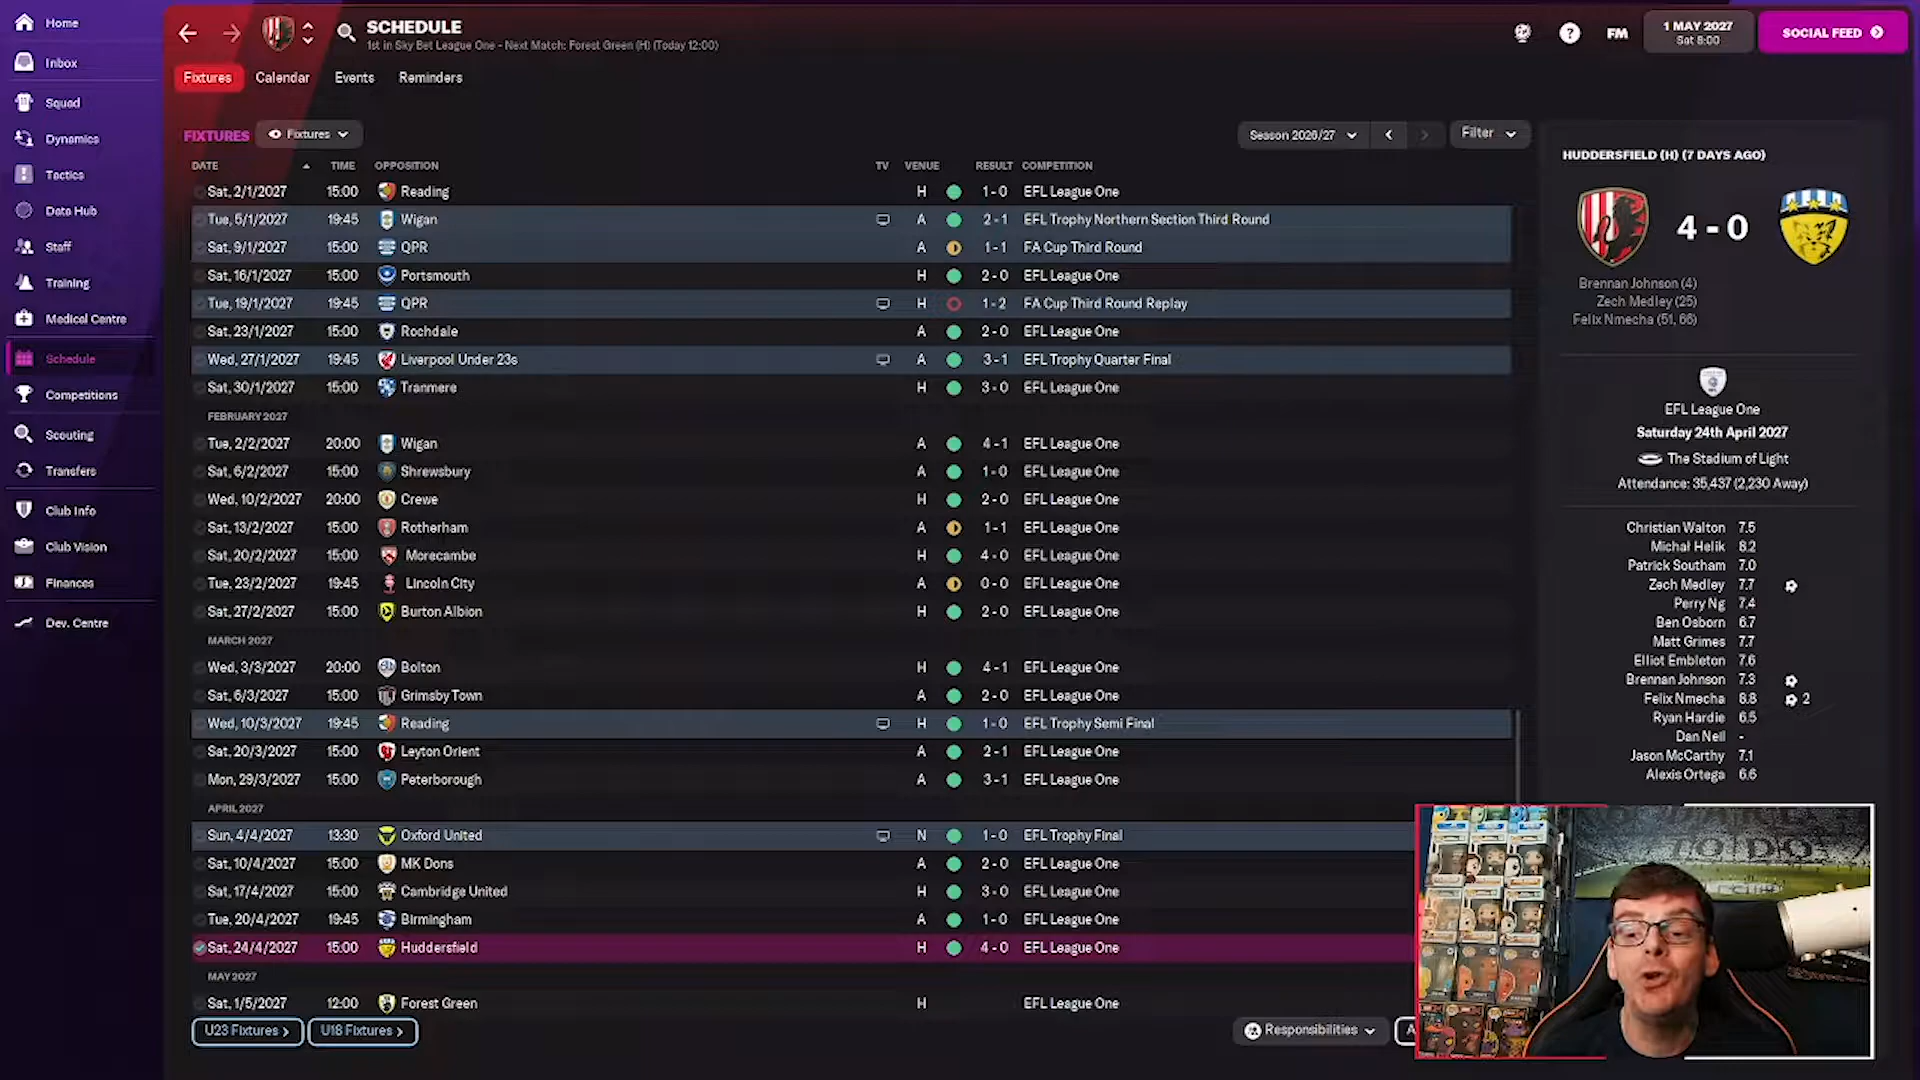 Home
Inbox
Squad
Dynamics
Tactics
Data Hub
Staff
Training
Medical Centre
Schedule
Competitions
Scouting
Transfers
Club Info
Club Vision
Finances
Dev. Centre
SCHEDULE
1st in Sky Bet League One - Next Match: Forest Green (H) (Today 12:00)
? FM
1 MAY 2027
Sat 8:00
SOCIAL FEED
Fixtures Calendar Events Reminders
FIXTURES Fixtures
Season 2026/27 Filter
DATE TIME OPPOSITION TV VENUE RESULT COMPETITION
Sat, 2/1/2027 15:00 Reading H 1-0 EFL League One
Tue, 5/1/2027 19:45 Wigan A 2-1 EFL Trophy Northern Section Third Round
Sat, 9/1/2027 15:00 QPR A 1-1 FA Cup Third Round
Sat, 16/1/2027 15:00 Portsmouth H 2-0 EFL League One
Tue, 19/1/2027 19:45 QPR H 1-2 FA Cup Third Round Replay
Sat, 23/1/2027 15:00 Rochdale A 2-0 EFL League One
Wed, 27/1/2027 19:45 Liverpool Under 23s A 3-1 EFL Trophy Quarter Final
Sat, 30/1/2027 15:00 Tranmere H 3-0 EFL League One
FEBRUARY 2027
Tue, 2/2/2027 20:00 Wigan A 4-1 EFL League One
Sat, 6/2/2027 15:00 Shrewsbury A 1-0 EFL League One
Wed, 10/2/2027 20:00 Crewe H 2-0 EFL League One
Sat, 13/2/2027 15:00 Rotherham A 1-1 EFL League One
Sat, 20/2/2027 15:00 Morecambe H 4-0 EFL League One
Tue, 23/2/2027 19:45 Lincoln City A 0-0 EFL League One
Sat, 27/2/2027 15:00 Burton Albion H 2-0 EFL League One
MARCH 2027
Wed, 3/3/2027 20:00 Bolton H 4-1 EFL League One
Sat, 6/3/2027 15:00 Grimsby Town A 2-0 EFL League One
Wed, 10/3/2027 19:45 Reading H 1-0 EFL Trophy Semi Final
Sat, 20/3/2027 15:00 Leyton Orient A 2-1 EFL League One
Mon, 29/3/2027 15:00 Peterborough A 3-1 EFL League One
APRIL 2027
Sun, 4/4/2027 13:30 Oxford United N 1-0 EFL Trophy Final
Sat, 10/4/2027 15:00 MK Dons A 2-0 EFL League One
Sat, 17/4/2027 15:00 Cambridge United H 3-0 EFL League One
Tue, 20/4/2027 19:45 Birmingham A 1-0 EFL League One
Sat, 24/4/2027 15:00 Huddersfield H 4-0 EFL League One
MAY 2027
Sat, 1/5/2027 12:00 Forest Green H EFL League One
U23 Fixtures > U18 Fixtures >
Responsibilities
HUDDERSFIELD (H) (7 DAYS AGO)
4 - 0
Brennan Johnson (4)
Zech Medley (25)
Felix Nmecha (51, 66)
EFL League One
Saturday 24th April 2027
The Stadium of Light
Attendance: 35,437 (2,230 Away)
Christian Walton 7.5
Michał Helik 8.2
Patrick Southam 7.0
Zech Medley 7.7
Perry Ng 7.4
Ben Osborn 6.7
Matt Grimes 7.7
Elliot Embleton 7.6
Brennan Johnson 7.3
Felix Nmecha 8.8 2
Ryan Hardie 6.5
Dan Neil -
Jason McCarthy 7.1
Alexis Ortega 6.6
TO DO